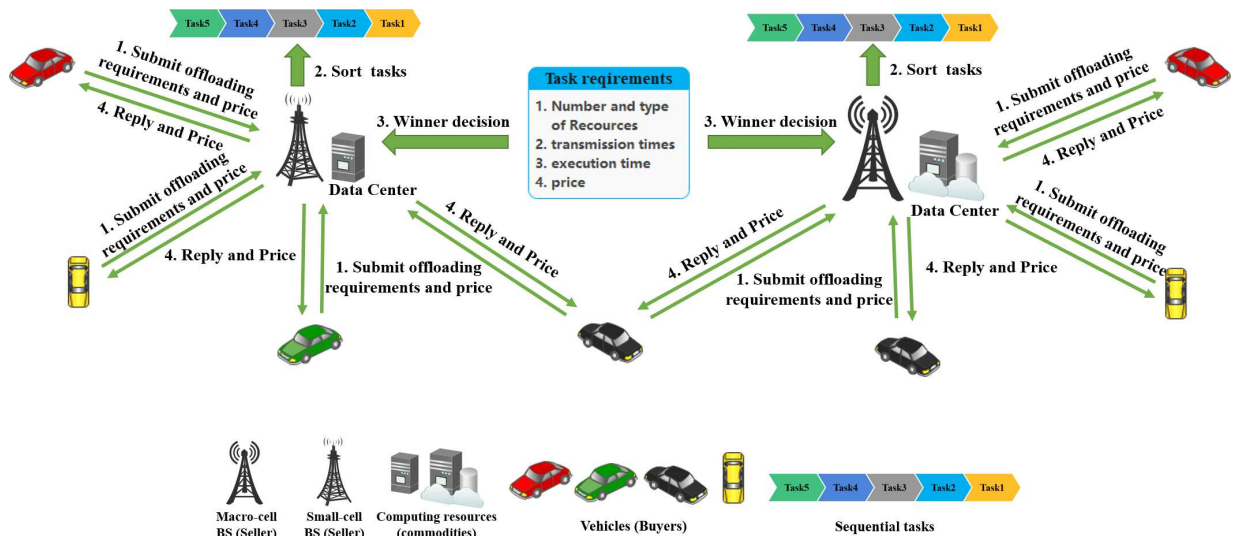 Task5 Task4 Task3 Task2 Task1
Task5 Task4 Task3 Task2 Task1
1. Submit offloading
requirements and price
4. Reply and Price
2. Sort tasks
Task reqirements
1. Number and type
of Recources
2. transmission times
3. execution time
4. price
3. Winner decision
3. Winner decision
2. Sort tasks
1. Submit offloading
requirements and price
4. Reply and Price
Data Center
Data Center
1. Submit offloading
requirements and price
4. Reply and Price
4. Reply and Price
1. Submit offloading
requirements and price
4. Reply and Price
4. Reply and Price
1. Submit offloading
requirements and price
4. Reply and Price
1. Submit offloading
requirements and price
Task5 Task4 Task3 Task2 Task1
Macro-cell
BS (Seller)
Small-cell
BS (Seller)
Computing resources
(commodities)
Vehicles (Buyers)
Sequential tasks